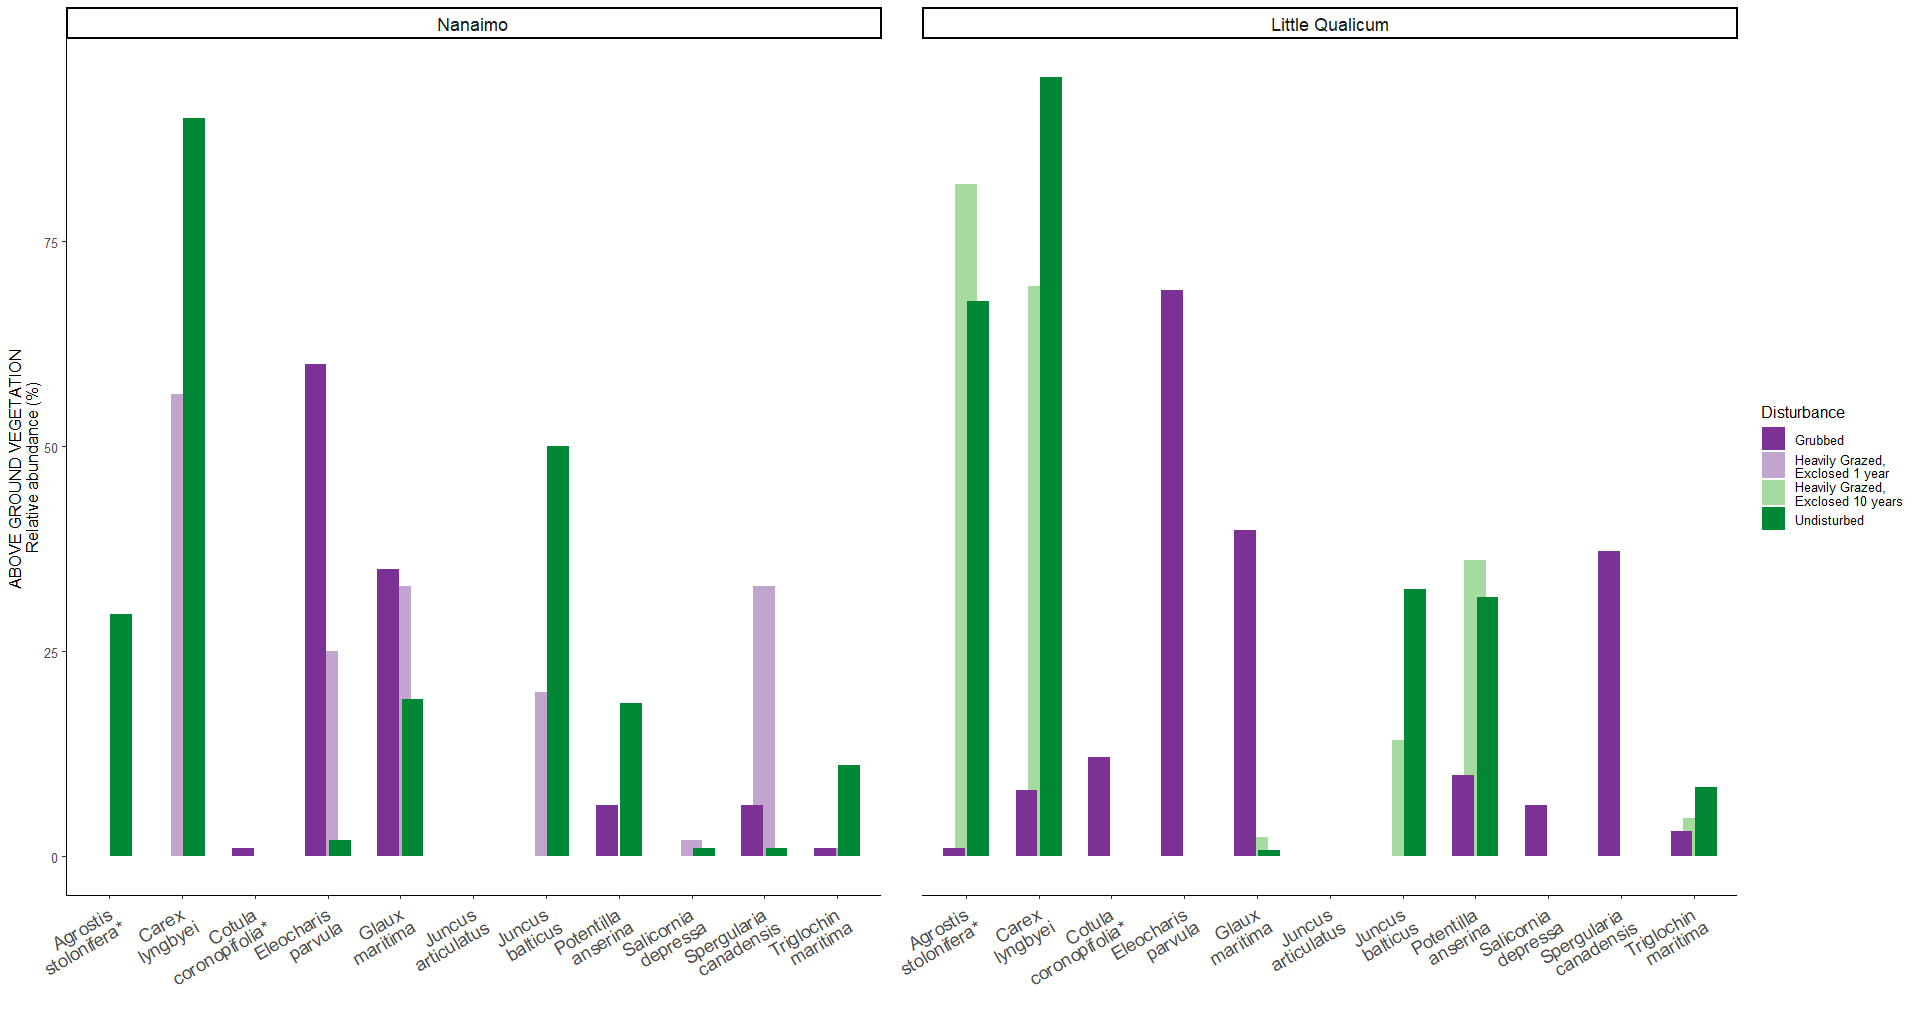 Nanaimo
Little Qualicum
ABOVE GROUND VEGETATION
Relative abundance (%)
75
50
25
0
Agrostis
stolonifera*
Carex
lyngbyei
Cotula
coronopifolia*
Eleocharis
parvula
Glaux
maritima
Juncus
articulatus
Juncus
balticus
Potentilla
anserina
Salicornia
depressa
Spergularia
canadensis
Triglochin
maritima
Agrostis
stolonifera*
Carex
lyngbyei
Cotula
coronopifolia*
Eleocharis
parvula
Glaux
maritima
Juncus
articulatus
Juncus
balticus
Potentilla
anserina
Salicornia
depressa
Spergularia
canadensis
Triglochin
maritima
Disturbance
Grubbed
Heavily Grazed,
Exclosed 1 year
Heavily Grazed,
Exclosed 10 years
Undisturbed